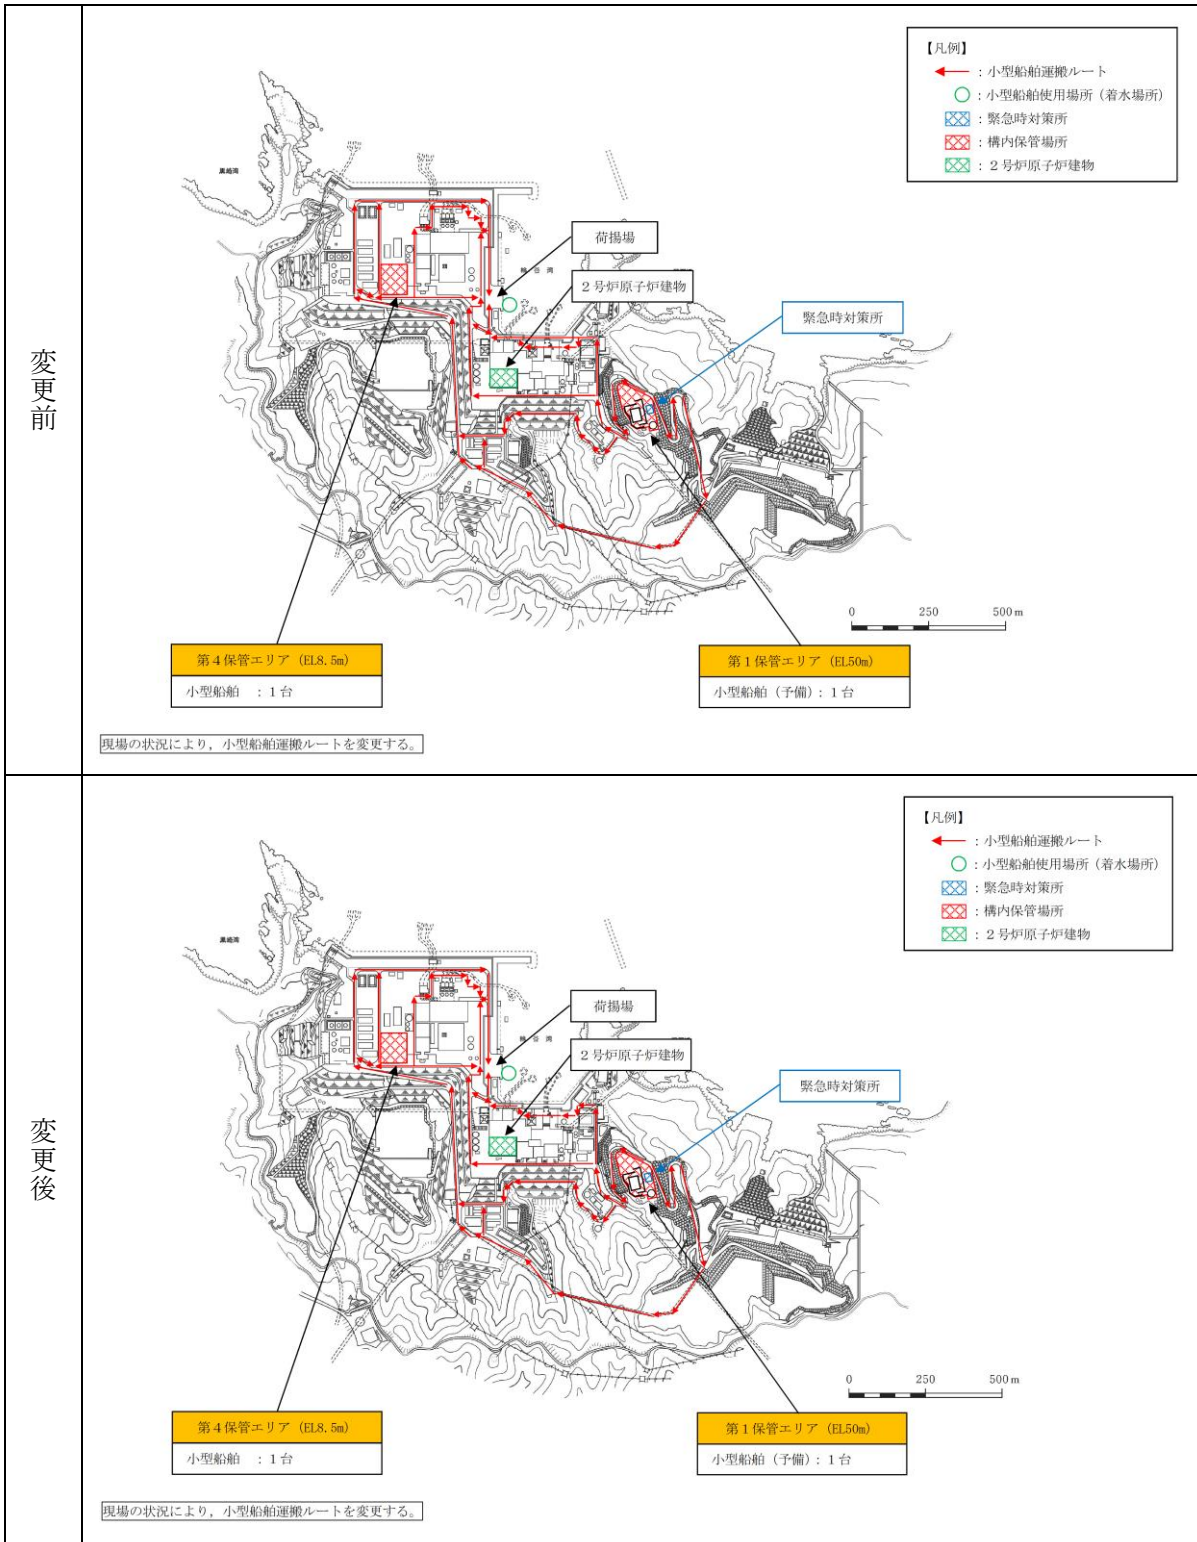 変更前
【凡例】
：小型船舶運搬ルート
：小型船舶使用場所（着水場所）
：緊急時対策所
：構内保管場所
：２号炉原子炉建物
荷揚場
２号炉原子炉建物
緊急時対策所
0 250 500 m
第４保管エリア（EL8.5m）
小型船舶 ：１台
第１保管エリア（EL50m）
小型船舶（予備）：１台
現場の状況により，小型船舶運搬ルートを変更する。
変更後
【凡例】
：小型船舶運搬ルート
：小型船舶使用場所（着水場所）
：緊急時対策所
：構内保管場所
：２号炉原子炉建物
荷揚場
２号炉原子炉建物
緊急時対策所
0 250 500 m
第４保管エリア（EL8.5m）
小型船舶 ：１台
第１保管エリア（EL50m）
小型船舶（予備）：１台
現場の状況により，小型船舶運搬ルートを変更する。